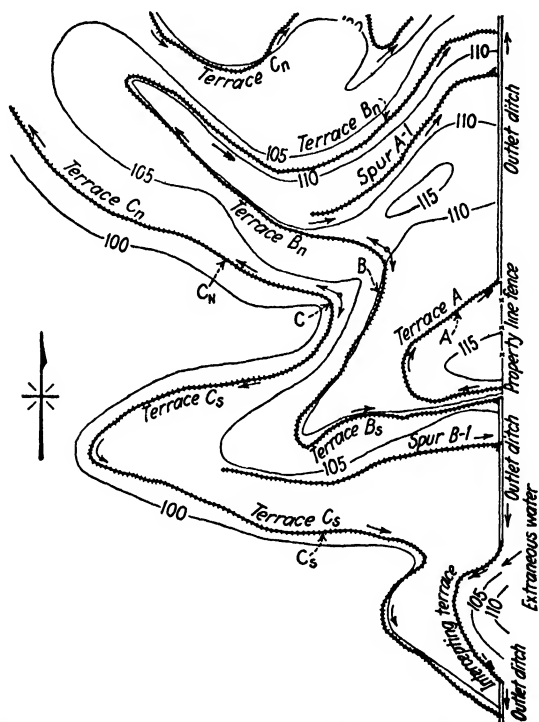 100
110
Terrace Cn
110
105
Terrace Bn
110
110
Outlet ditch
Spur A-1
105
115
Terrace Cn
110
Terrace Bn
100
B
CN
C
Terrace A
A
115
Property line fence
Terrace Cs
Terrace Bs
Spur B-1
105
Outlet ditch
100
Terrace Cs
C's
Extraneous water
105
110
Intercepting terrace
Outlet ditch